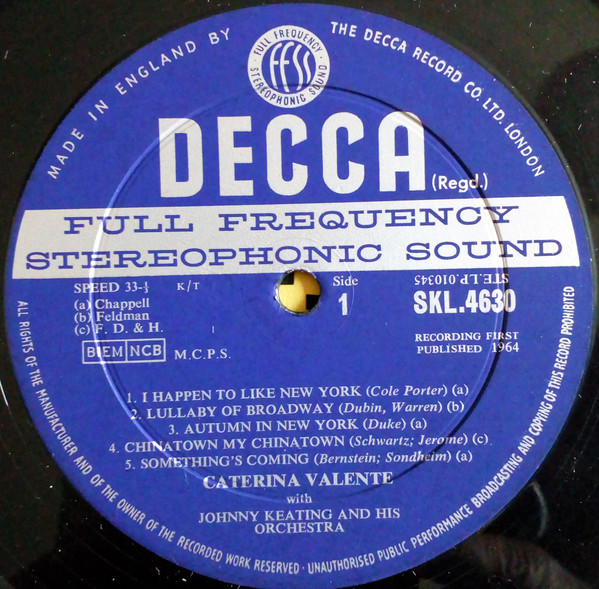 MADE IN ENGLAND BY
THE DECCA RECORD CO. LTD. LONDON
FULL FREQUENCY
FFSS
STEREOPHONIC SOUND
DECCA (Regd.)
FULL FREQUENCY
STEREOPHONIC SOUND
STE.LP.010345
SPEED 33-⅓ K/T
Side
1
SKL.4630
(a) Chappell
(b) Feldman
(c) F. D. & H.
BIEM NCB M.C.P.S.
RECORDING FIRST
PUBLISHED 1964
1. I HAPPEN TO LIKE NEW YORK (Cole Porter) (a)
2. LULLABY OF BROADWAY (Dubin, Warren) (b)
3. AUTUMN IN NEW YORK (Duke) (a)
4. CHINATOWN MY CHINATOWN (Schwartz; Jerome) (c)
5. SOMETHING'S COMING (Bernstein; Sondheim) (a)
CATERINA VALENTE
with
JOHNNY KEATING AND HIS
ORCHESTRA
ALL RIGHTS OF THE MANUFACTURER AND OF THE OWNER OF THE RECORDED WORK RESERVED · UNAUTHORISED PUBLIC PERFORMANCE BROADCASTING AND COPYING OF THIS RECORD PROHIBITED